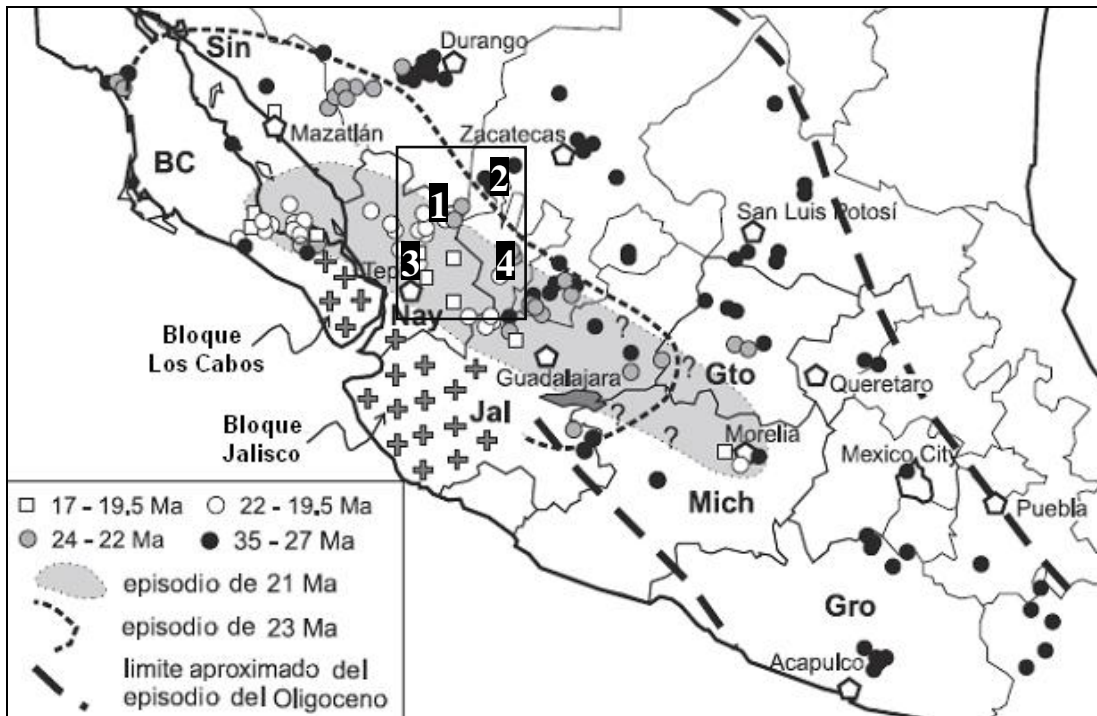 Sin
Durango
Mazatlán
Zacatecas
BC
1
2
San Luis Potosí
3
4
Tep
Nay
Bloque
Los Cabos
?
?
Guadalajara
Gto
Queretaro
Bloque
Jalisco
Jal
?
?
Morelia
Mexico City
Mich
Puebla
17 - 19,5 Ma
22 - 19,5 Ma
24 - 22 Ma
35 - 27 Ma
episodio de 21 Ma
episodio de 23 Ma
limite aproximado del
episodio del Oligoceno
Gro
Acapulco